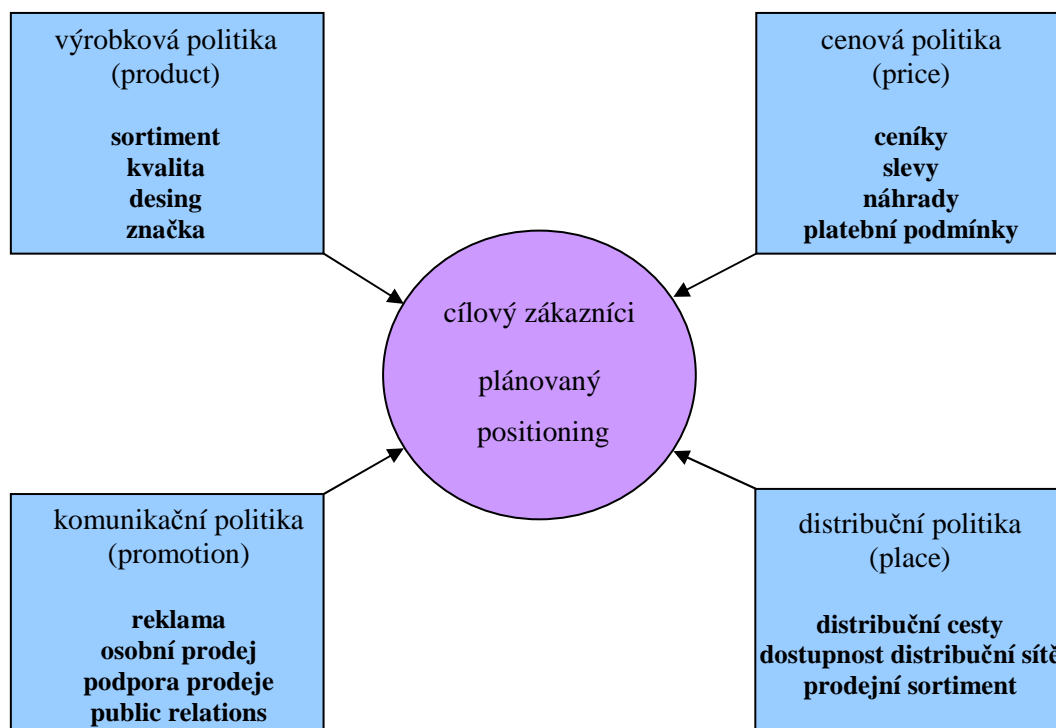 výrobková politika
(product)
sortiment
kvalita
desing
značka
cenová politika
(price)
ceníky
slevy
náhrady
platební podmínky
cílový zákazníci
plánovaný
positioning
komunikační politika
(promotion)
reklama
osobní prodej
podpora prodeje
public relations
distribuční politika
(place)
distribuční cesty
dostupnost distribuční sítě
prodejní sortiment